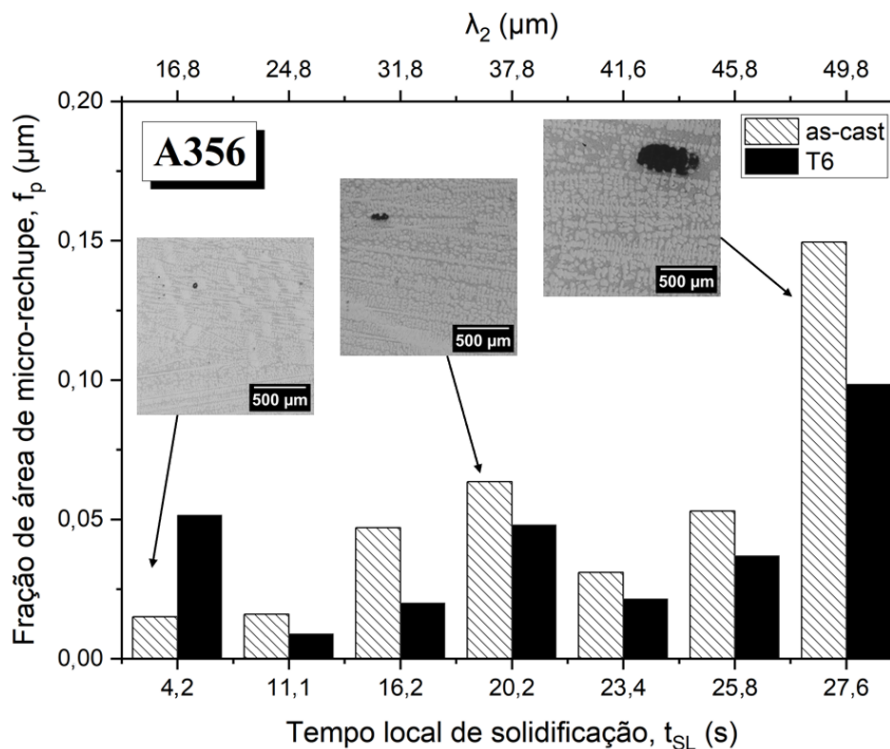 λ₂ (μm)
16,8 24,8 31,8 37,8 41,6 45,8 49,8
0,20
0,15
0,10
0,05
0,00
Fração de área de micro-rechupe, fₚ (μm)
A356
as-cast
T6
500 μm
500 μm
500 μm
4,2 11,1 16,2 20,2 23,4 25,8 27,6
Tempo local de solidificação, t_SL (s)